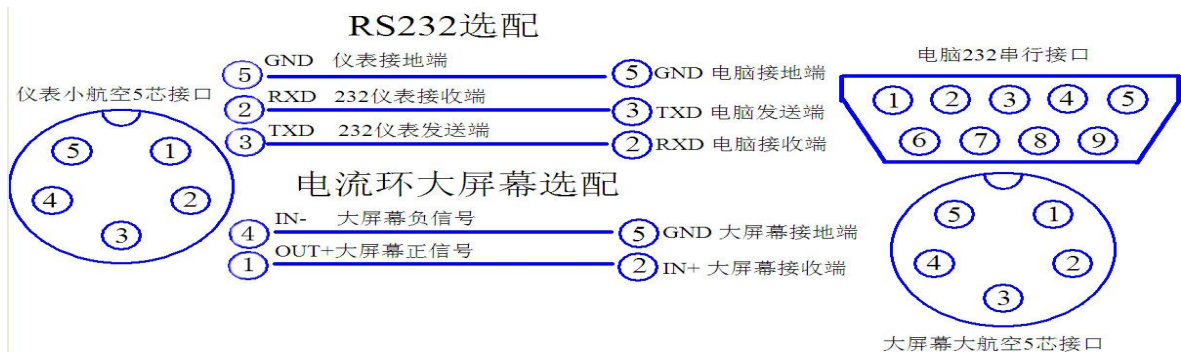 RS232选配
5 GND 仪表接地端 5 GND 电脑接地端
2 RXD 232仪表接收端 3 TXD 电脑发送端
3 TXD 232仪表发送端 2 RXD 电脑接收端
仪表小航空5芯接口
5 1
4 2
3
电流环大屏幕选配
4 IN- 大屏幕负信号 5 GND 大屏幕接地端
1 OUT+大屏幕正信号 2 IN+ 大屏幕接收端
电脑232串行接口
1 2 3 4 5
6 7 8 9
5 1
4 2
3
大屏幕大航空5芯接口